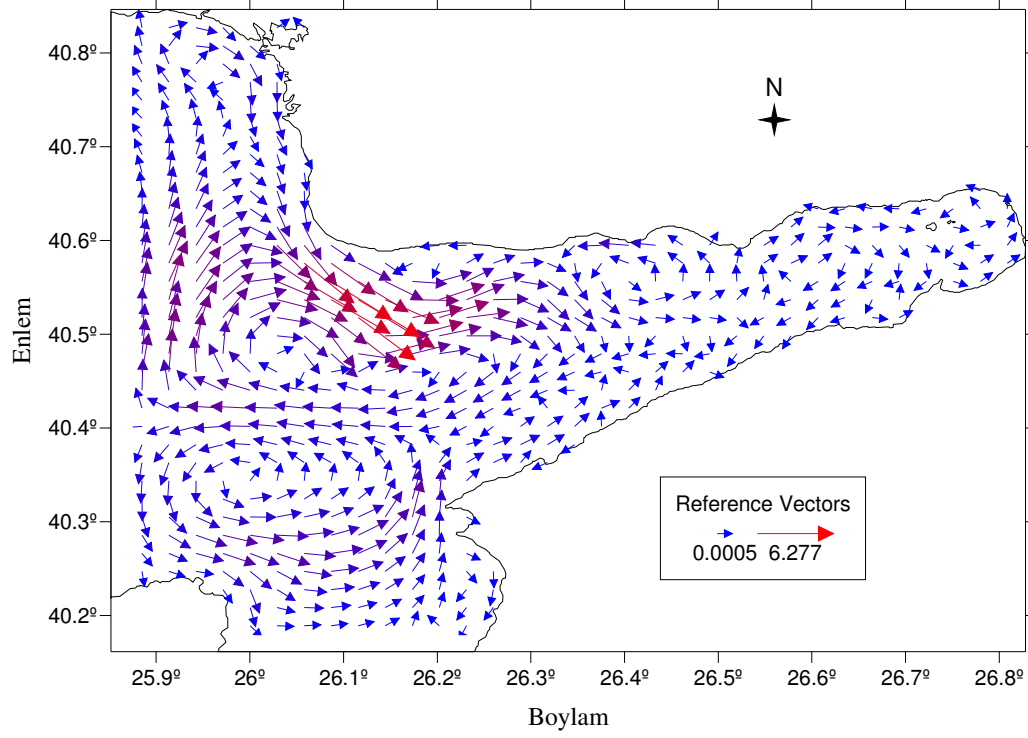 40.8º
40.7º
40.6º
40.5º
40.4º
40.3º
40.2º
Enlem
N
Reference Vectors
0.0005 6.277
25.9º 26º 26.1º 26.2º 26.3º 26.4º 26.5º 26.6º 26.7º 26.8º
Boylam